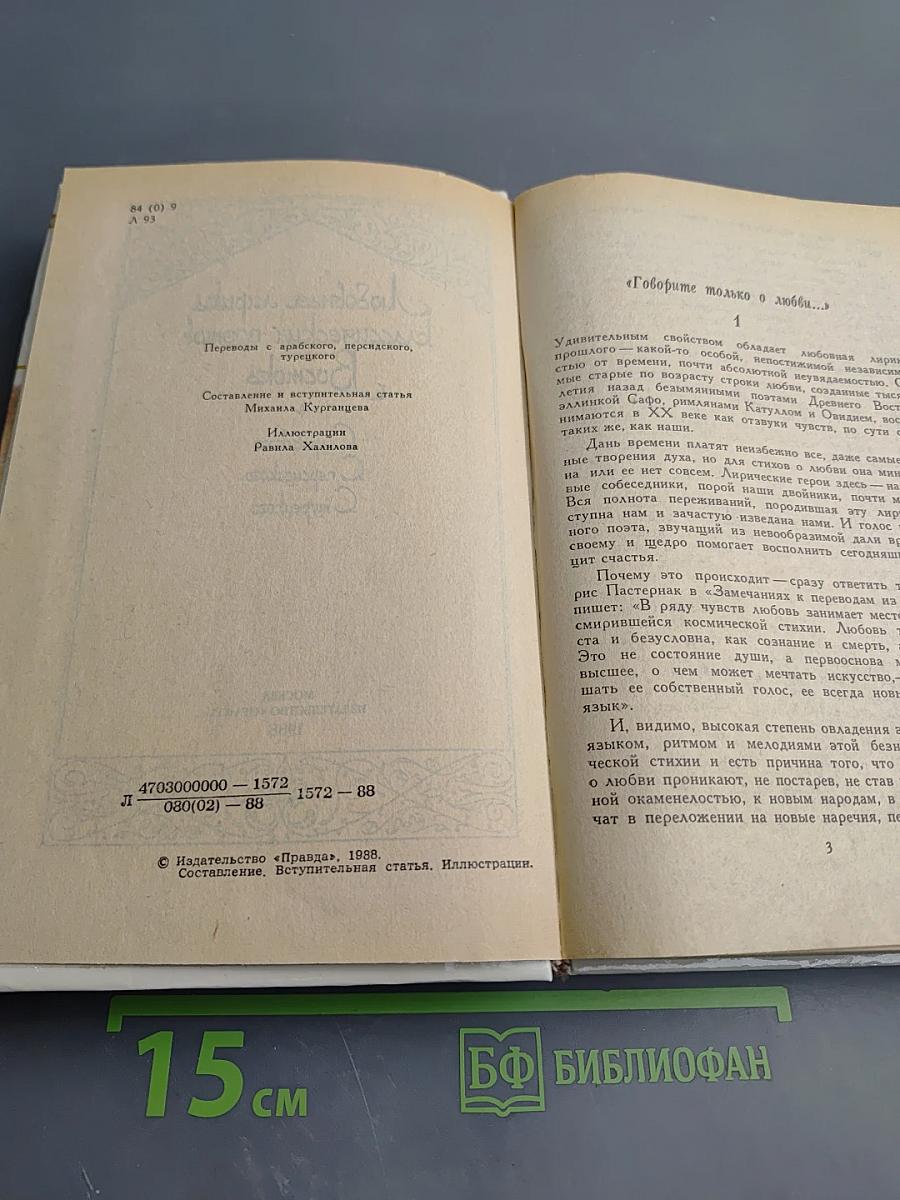 84 (0) 9
Л 93
Переводы с арабского, персидского,
турецкого
Составление и вступительная статья
Михаила Курганцева
Иллюстрации
Равиля Халилова
Л 4703000000 — 1572
080(02) — 88
1572 — 88
© Издательство «Правда», 1988.
Составление. Вступительная статья. Иллюстрации.
«Говорите только о любви...»
1
Удивительным свойством обладает любовная лирик
прошлого — какой-то особой, непостижимой независим
стью от времени, почти абсолютной неувядаемостью. С
мые старые по возрасту строки любви, созданные тыся
летия назад безымянными поэтами Древнего Вост
эллинкой Сафо, римлянами Катуллом и Овидием, вос
нимаются в XX веке как отзвуки чувств, по сути с
таких же, как наши.
Дань времени платят неизбежно все, даже самые
ные творения духа, но для стихов о любви она мин
на или ее нет совсем. Лирические герои здесь — на
вые собеседники, порой наши двойники, почти м
Вся полнота переживаний, породившая эту лир
ступна нам и зачастую изведана нами. И голос
ного поэта, звучащий из невообразимой дали вр
своему и щедро помогает восполнить сегодняш
цит счастья.
Почему это происходит — сразу ответить т
рис Пастернак в «Замечаниях к переводам из
пишет: «В ряду чувств любовь занимает место
смирившейся космической стихии. Любовь т
ста и безусловна, как сознание и смерть, а
Это не состояние души, а первооснова м
высшее, о чем может мечтать искусство,—
шать ее собственный голос, ее всегда новы
язык».
И, видимо, высокая степень овладения э
языком, ритмом и мелодиями этой безн
ческой стихии и есть причина того, что
о любви проникают, не постарев, не став
ной окаменелостью, к новым народам, в
чат в переложении на новые наречия, пе
3
15 см
БФ БИБЛИОФАН